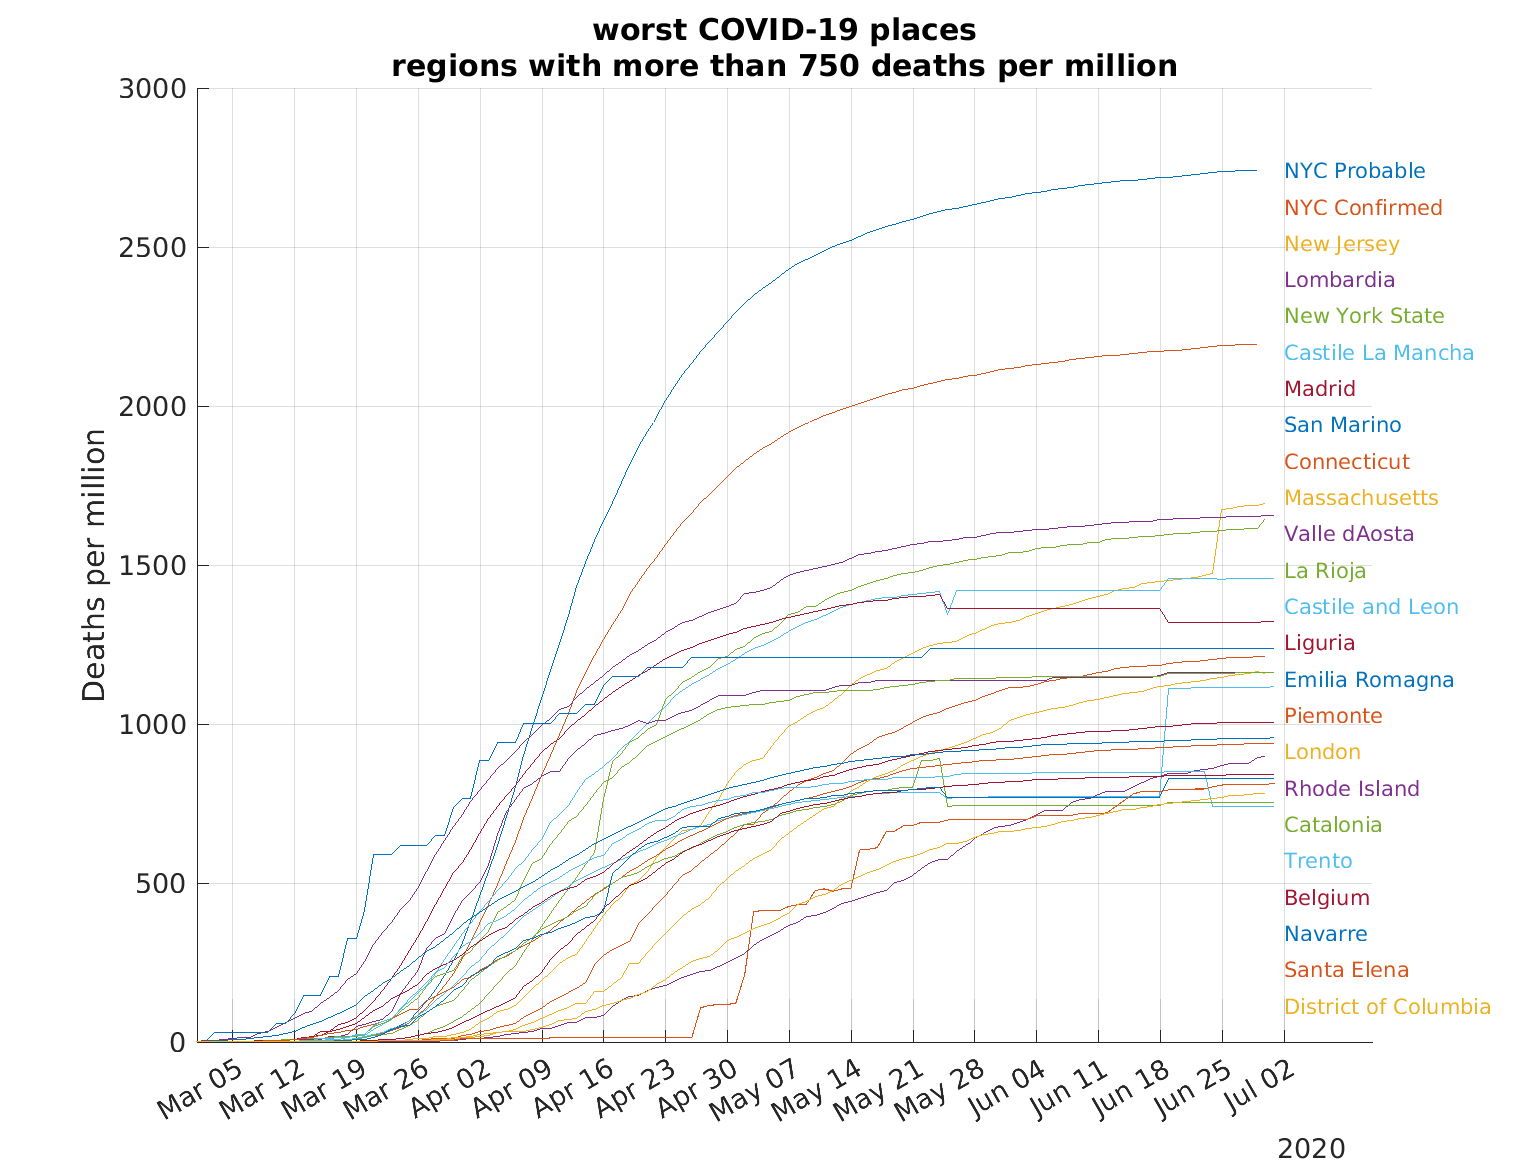 worst COVID-19 places
regions with more than 750 deaths per million
3000
2500
2000
1500
1000
500
0
Deaths per million
NYC Probable
NYC Confirmed
New Jersey
Lombardia
New York State
Castile La Mancha
Madrid
San Marino
Connecticut
Massachusetts
Valle dAosta
La Rioja
Castile and Leon
Liguria
Emilia Romagna
Piemonte
London
Rhode Island
Catalonia
Trento
Belgium
Navarre
Santa Elena
District of Columbia
Mar 05
Mar 12
Mar 19
Mar 26
Apr 02
Apr 09
Apr 16
Apr 23
Apr 30
May 07
May 14
May 21
May 28
Jun 04
Jun 11
Jun 18
Jun 25
Jul 02
2020